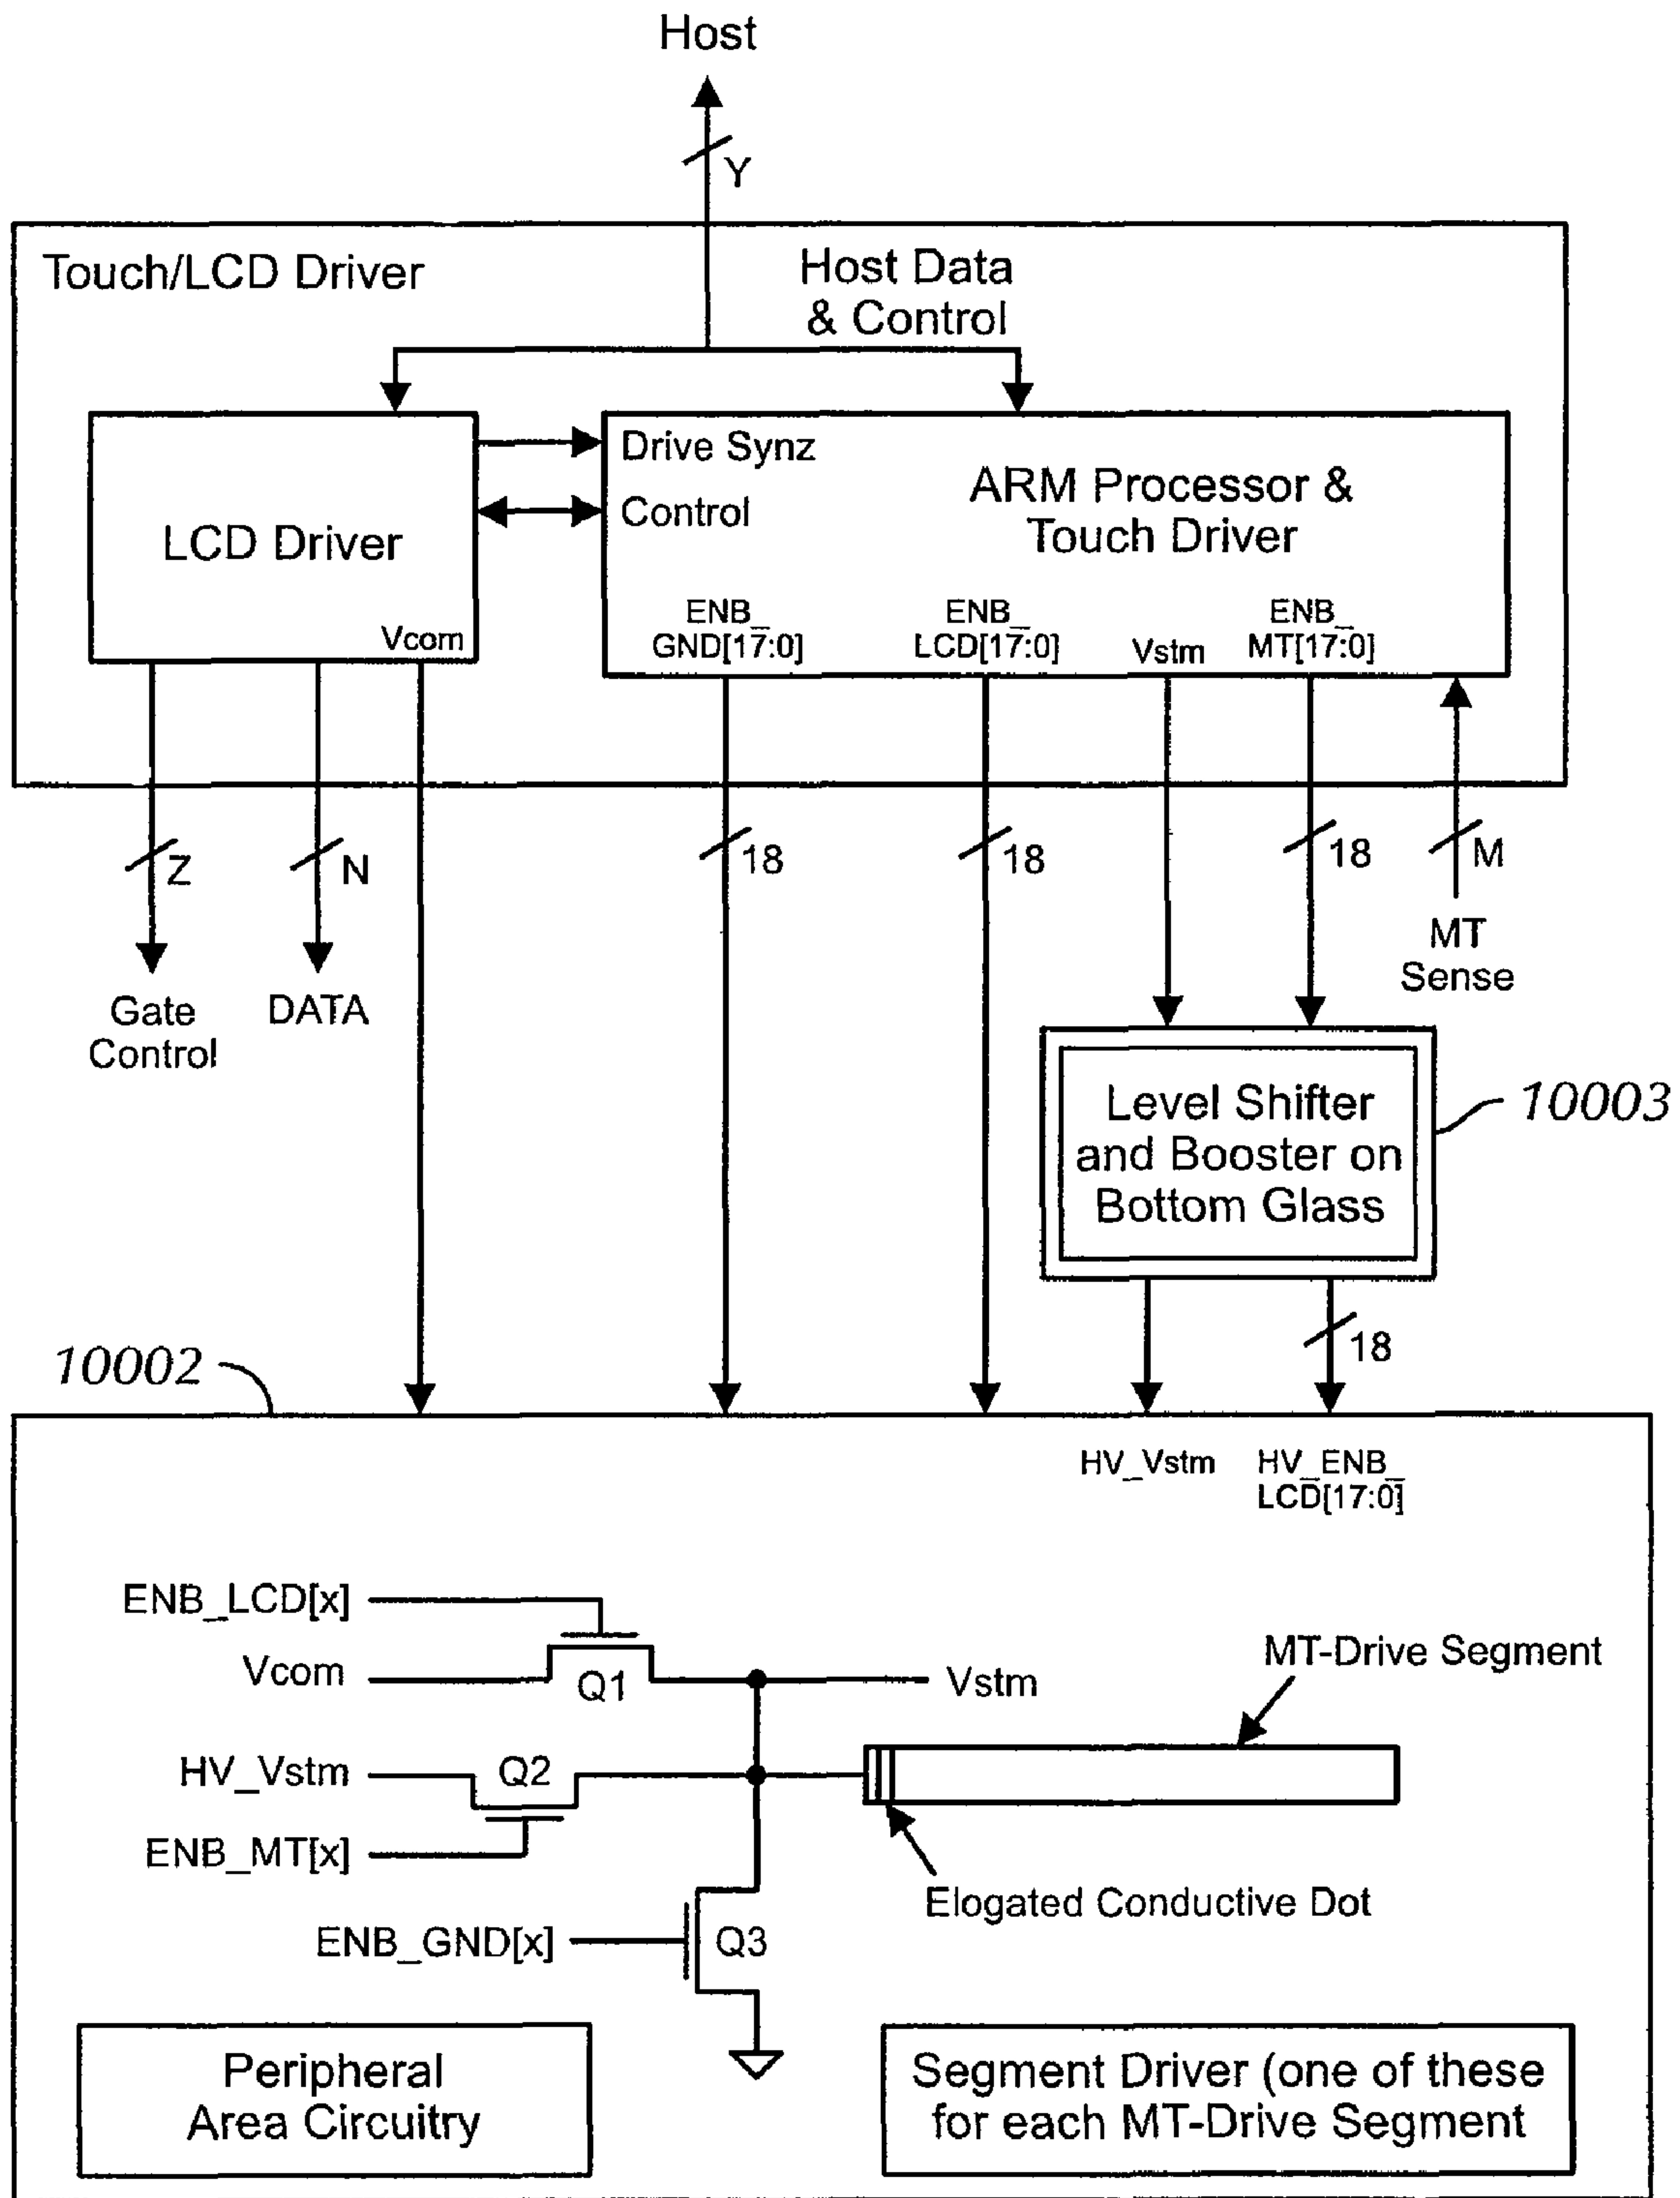 Host
Y
Touch/LCD Driver
Host Data
& Control
LCD Driver
Vcom
Drive Synz
Control
ARM Processor &
Touch Driver
ENB_
GND[17:0]
ENB_
LCD[17:0]
Vstm
ENB_
MT[17:0]
Z
N
18
18
18
M
Gate
Control
DATA
MT
Sense
Level Shifter
and Booster on
Bottom Glass
10003
18
10002
HV_Vstm
HV_ENB_
LCD[17:0]
ENB_LCD[x]
Vcom
Q1
Vstm
MT-Drive Segment
HV_Vstm
Q2
ENB_MT[x]
Elogated Conductive Dot
ENB_GND[x]
Q3
Peripheral
Area Circuitry
Segment Driver (one of these
for each MT-Drive Segment